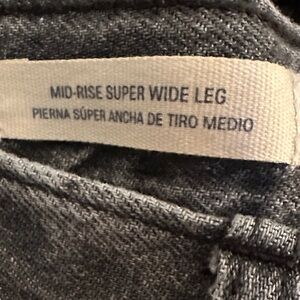 MID-RISE SUPER WIDE LEG
PIERNA SÚPER ANCHA DE TIRO MEDIO